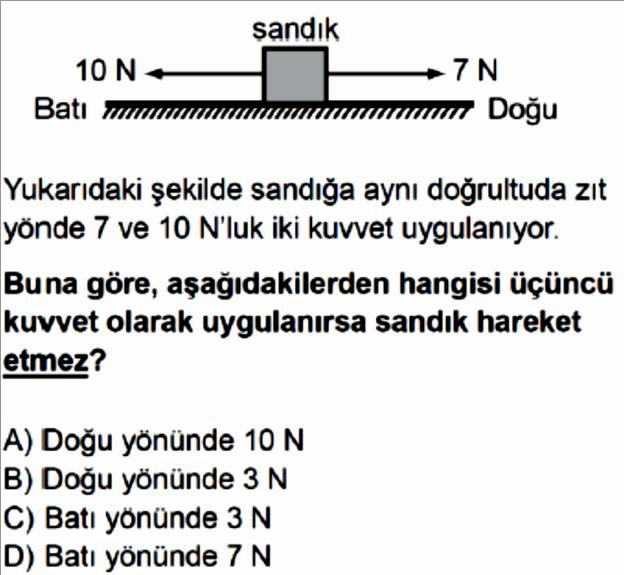 sandık
10 N 7 N
Batı Doğu
Yukarıdaki şekilde sandığa aynı doğrultuda zıt
yönde 7 ve 10 N'luk iki kuvvet uygulanıyor.
Buna göre, aşağıdakilerden hangisi üçüncü
kuvvet olarak uygulanırsa sandık hareket
etmez?
A) Doğu yönünde 10 N
B) Doğu yönünde 3 N
C) Batı yönünde 3 N
D) Batı yönünde 7 N